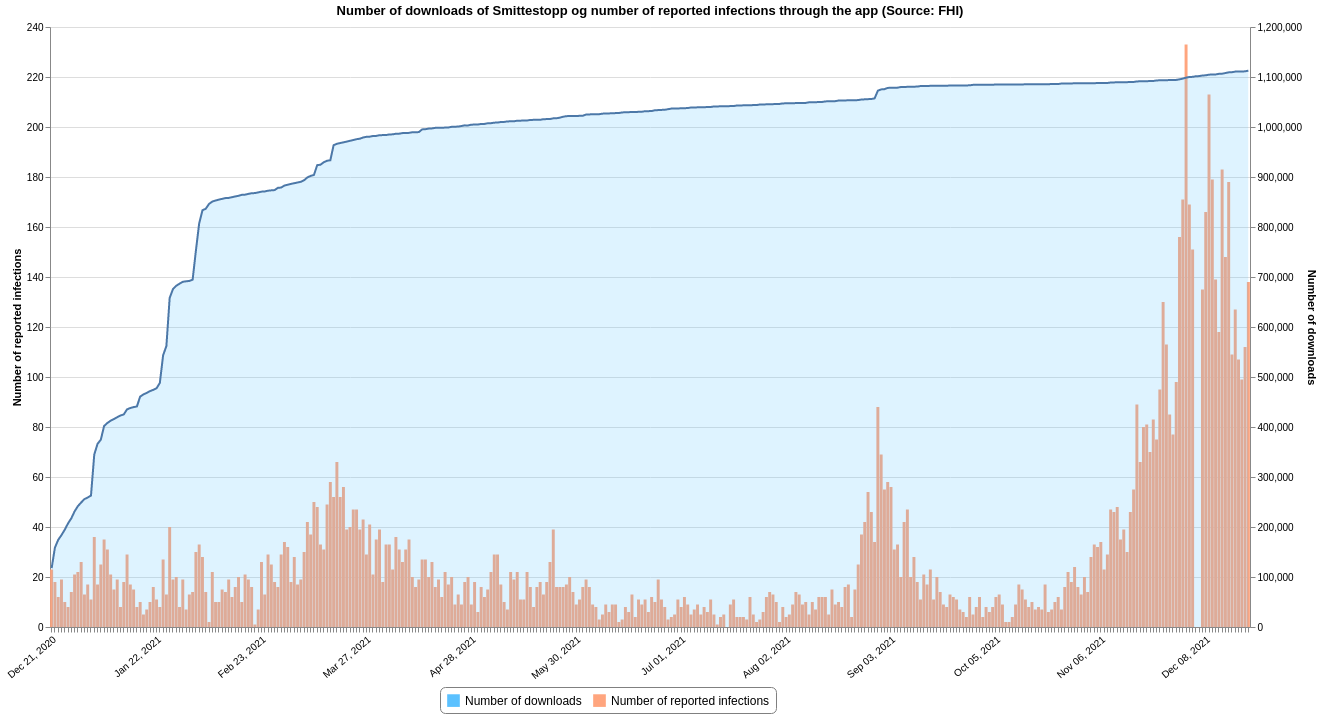 Number of downloads of Smittestopp og number of reported infections through the app (Source: FHI)
Number of reported infections
240
220
200
180
160
140
120
100
80
60
40
20
0
1,200,000
1,100,000
1,000,000
900,000
800,000
700,000
600,000
500,000
400,000
300,000
200,000
100,000
0
Number of downloads
Dec 21, 2020
Jan 22, 2021
Feb 23, 2021
Mar 27, 2021
Apr 28, 2021
May 30, 2021
Jul 01, 2021
Aug 02, 2021
Sep 03, 2021
Oct 05, 2021
Nov 06, 2021
Dec 08, 2021
Number of downloads
Number of reported infections